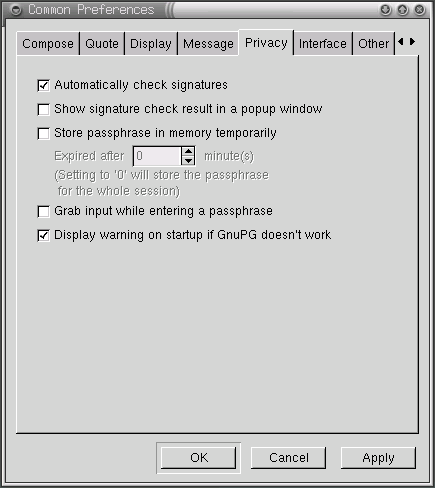 Common Preferences
Compose Quote Display Message Privacy Interface Other
Automatically check signatures
Show signature check result in a popup window
Store passphrase in memory temporarily
Expired after 0 minute(s)
(Setting to '0' will store the passphrase
for the whole session)
Grab input while entering a passphrase
Display warning on startup if GnuPG doesn't work
OK Cancel Apply